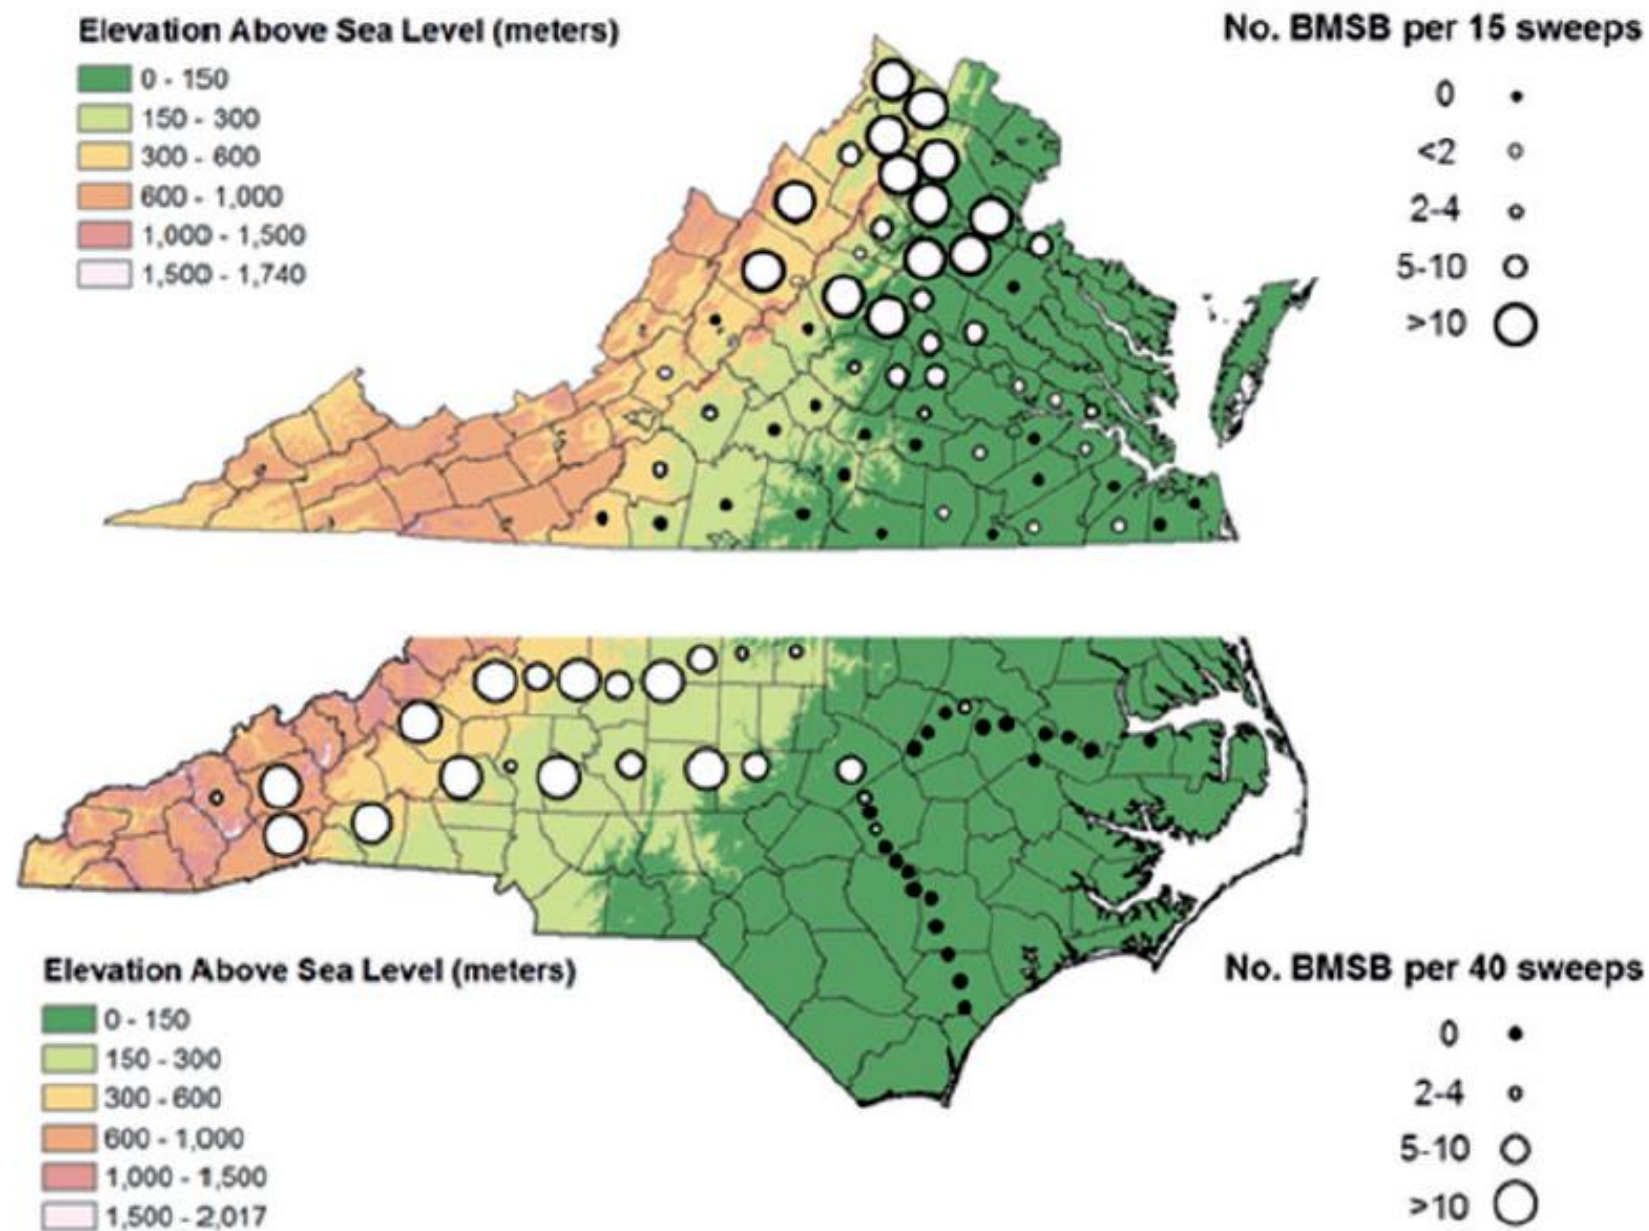 Elevation Above Sea Level (meters)
0 - 150
150 - 300
300 - 600
600 - 1,000
1,000 - 1,500
1,500 - 1,740
No. BMSB per 15 sweeps
0
<2
2-4
5-10
>10
Elevation Above Sea Level (meters)
0 - 150
150 - 300
300 - 600
600 - 1,000
1,000 - 1,500
1,500 - 2,017
No. BMSB per 40 sweeps
0
2-4
5-10
>10